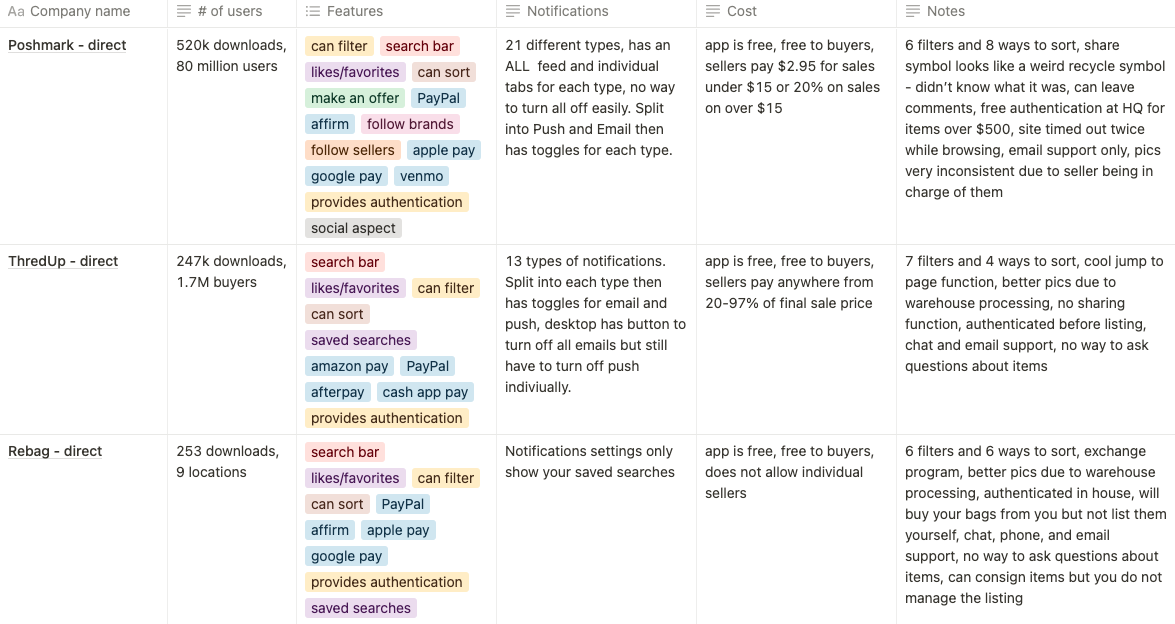 Aa Company name
# of users
Features
Notifications
Cost
Notes
Poshmark - direct
520k downloads,
80 million users
can filter search bar
likes/favorites can sort
make an offer PayPal
affirm follow brands
follow sellers apple pay
google pay venmo
provides authentication
social aspect
21 different types, has an
ALL  feed and individual
tabs for each type, no way
to turn all off easily. Split
into Push and Email then
has toggles for each type.
app is free, free to buyers,
sellers pay $2.95 for sales
under $15 or 20% on sales
on over $15
6 filters and 8 ways to sort, share
symbol looks like a weird recycle symbol
- didn’t know what it was, can leave
comments, free authentication at HQ for
items over $500, site timed out twice
while browsing, email support only, pics
very inconsistent due to seller being in
charge of them
ThredUp - direct
247k downloads,
1.7M buyers
search bar
likes/favorites can filter
can sort
saved searches
amazon pay PayPal
afterpay cash app pay
provides authentication
13 types of notifications.
Split into each type then
has toggles for email and
push, desktop has button to
turn off all emails but still
have to turn off push
indiviually.
app is free, free to buyers,
sellers pay anywhere from
20-97% of final sale price
7 filters and 4 ways to sort, cool jump to
page function, better pics due to
warehouse processing, no sharing
function, authenticated before listing,
chat and email support, no way to ask
questions about items
Rebag - direct
253 downloads,
9 locations
search bar
likes/favorites can filter
can sort PayPal
affirm apple pay
google pay
provides authentication
saved searches
Notifications settings only
show your saved searches
app is free, free to buyers,
does not allow individual
sellers
6 filters and 6 ways to sort, exchange
program, better pics due to warehouse
processing, authenticated in house, will
buy your bags from you but not list them
yourself, chat, phone, and email
support, no way to ask questions about
items, can consign items but you do not
manage the listing